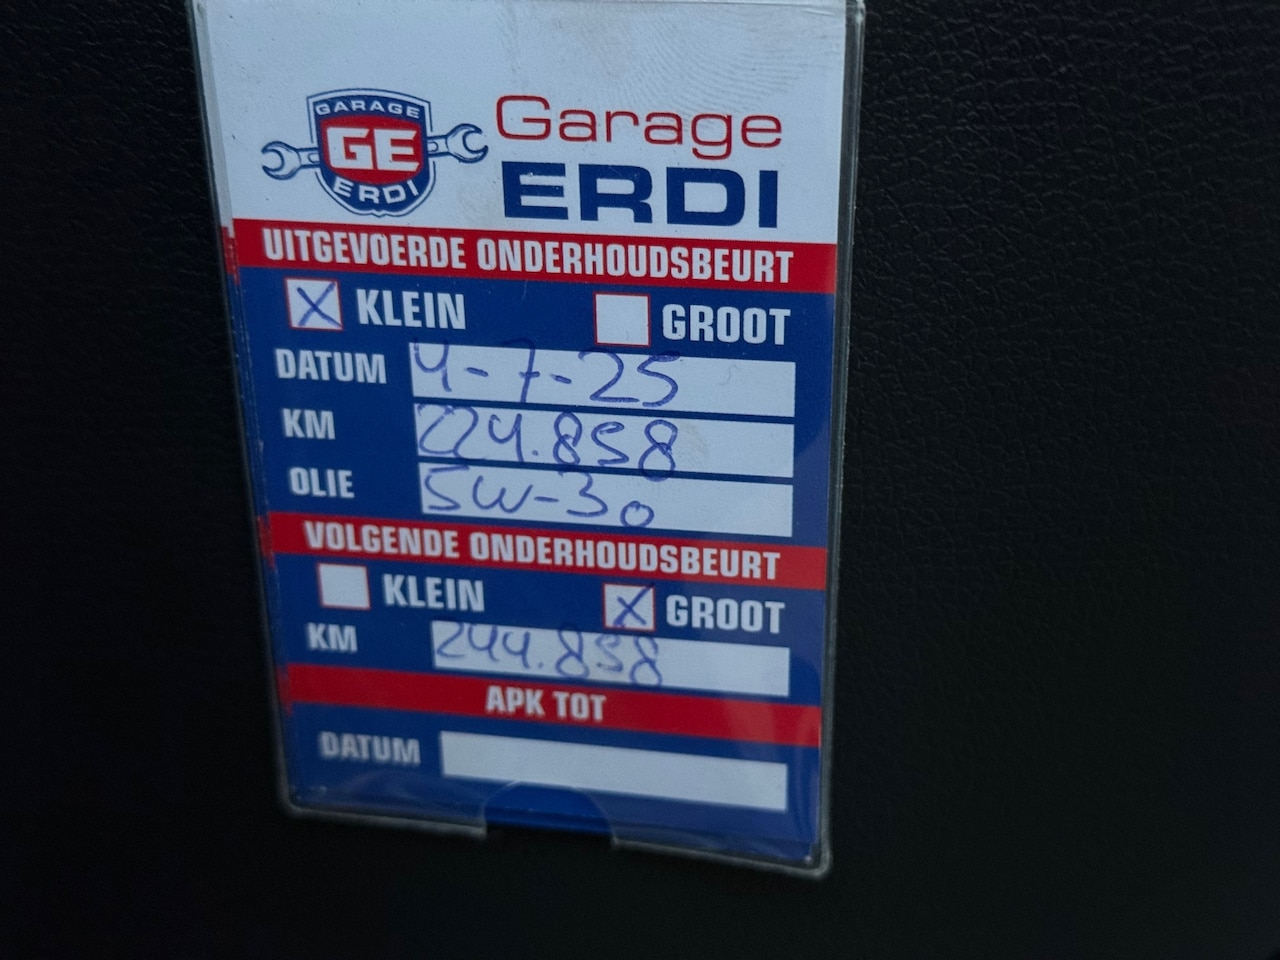 GARAGE
GE
ERDI
Garage
ERDI
UITGEVOERDE ONDERHOUDSBEURT
X KLEIN GROOT
DATUM 4-7-25
KM 224.858
OLIE 5W-30
VOLGENDE ONDERHOUDSBEURT
KLEIN X GROOT
KM 244.858
APK TOT
DATUM